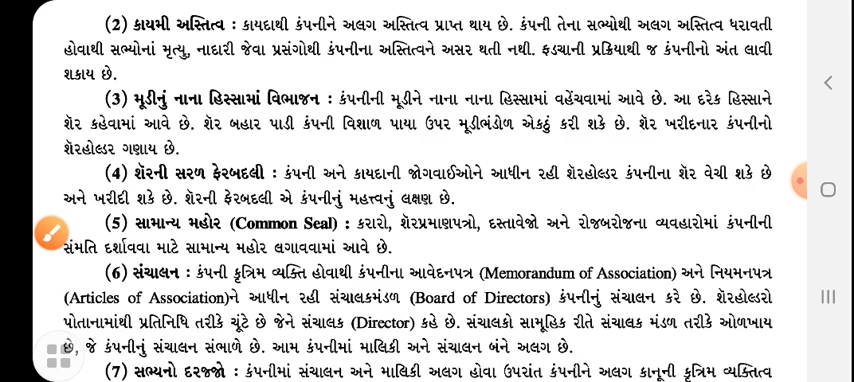 (2) કાયમી અસ્તિત્વ : કાયદાથી કંપનીને અલગ અસ્તિત્વ પ્રાપ્ત થાય છે. કંપની તેના સભ્યોથી અલગ અસ્તિત્વ ધરાવતી
હોવાથી સભ્યોનાં મૃત્યુ, નાદારી જેવા પ્રસંગોથી કંપનીના અસ્તિત્વને અસર થતી નથી. ફડચાની પ્રક્રિયાથી જ કંપનીનો અંત લાવી
શકાય છે.
(3) મૂડીનું નાના હિસ્સામાં વિભાજન : કંપનીની મૂડીને નાના નાના હિસ્સામાં વહેંચવામાં આવે છે. આ દરેક હિસ્સાને
શૅર કહેવામાં આવે છે. શૅર બહાર પાડી કંપની વિશાળ પાયા ઉપર મૂડીભંડોળ એકઠું કરી શકે છે. શૅર ખરીદનાર કંપનીનો
શૅરહોલ્ડર ગણાય છે.
(4) શૅરની સરળ ફેરબદલી : કંપની અને કાયદાની જોગવાઈઓને આધીન રહી શૅરહોલ્ડર કંપનીના શૅર વેચી શકે છે
અને ખરીદી શકે છે. શૅરની ફેરબદલી એ કંપનીનું મહત્ત્વનું લક્ષણ છે.
(5) સામાન્ય મહોર (Common Seal) : કરારો, શૅરપ્રમાણપત્રો, દસ્તાવેજો અને રોજબરોજના વ્યવહારોમાં કંપનીની
સંમતિ દર્શાવવા માટે સામાન્ય મહોર લગાવવામાં આવે છે.
(6) સંચાલન : કંપની કૃત્રિમ વ્યક્તિ હોવાથી કંપનીના આવેદનપત્ર (Memorandum of Association) અને નિયમનપત્ર
(Articles of Association)ને આધીન રહી સંચાલકમંડળ (Board of Directors) કંપનીનું સંચાલન કરે છે. શૅરહોલ્ડરો
પોતાનામાંથી પ્રતિનિધિ તરીકે ચૂંટે છે જેને સંચાલક (Director) કહે છે. સંચાલકો સામૂહિક રીતે સંચાલક મંડળ તરીકે ઓળખાય
છે, જે કંપનીનું સંચાલન સંભાળે છે. આમ કંપનીમાં માલિકી અને સંચાલન બંને અલગ છે.
(7) સભ્યનો દરજ્જો : કંપનીમાં સંચાલન અને માલિકી અલગ હોવા ઉપરાંત કંપનીને અલગ કાનૂની કૃત્રિમ વ્યક્તિત્વ